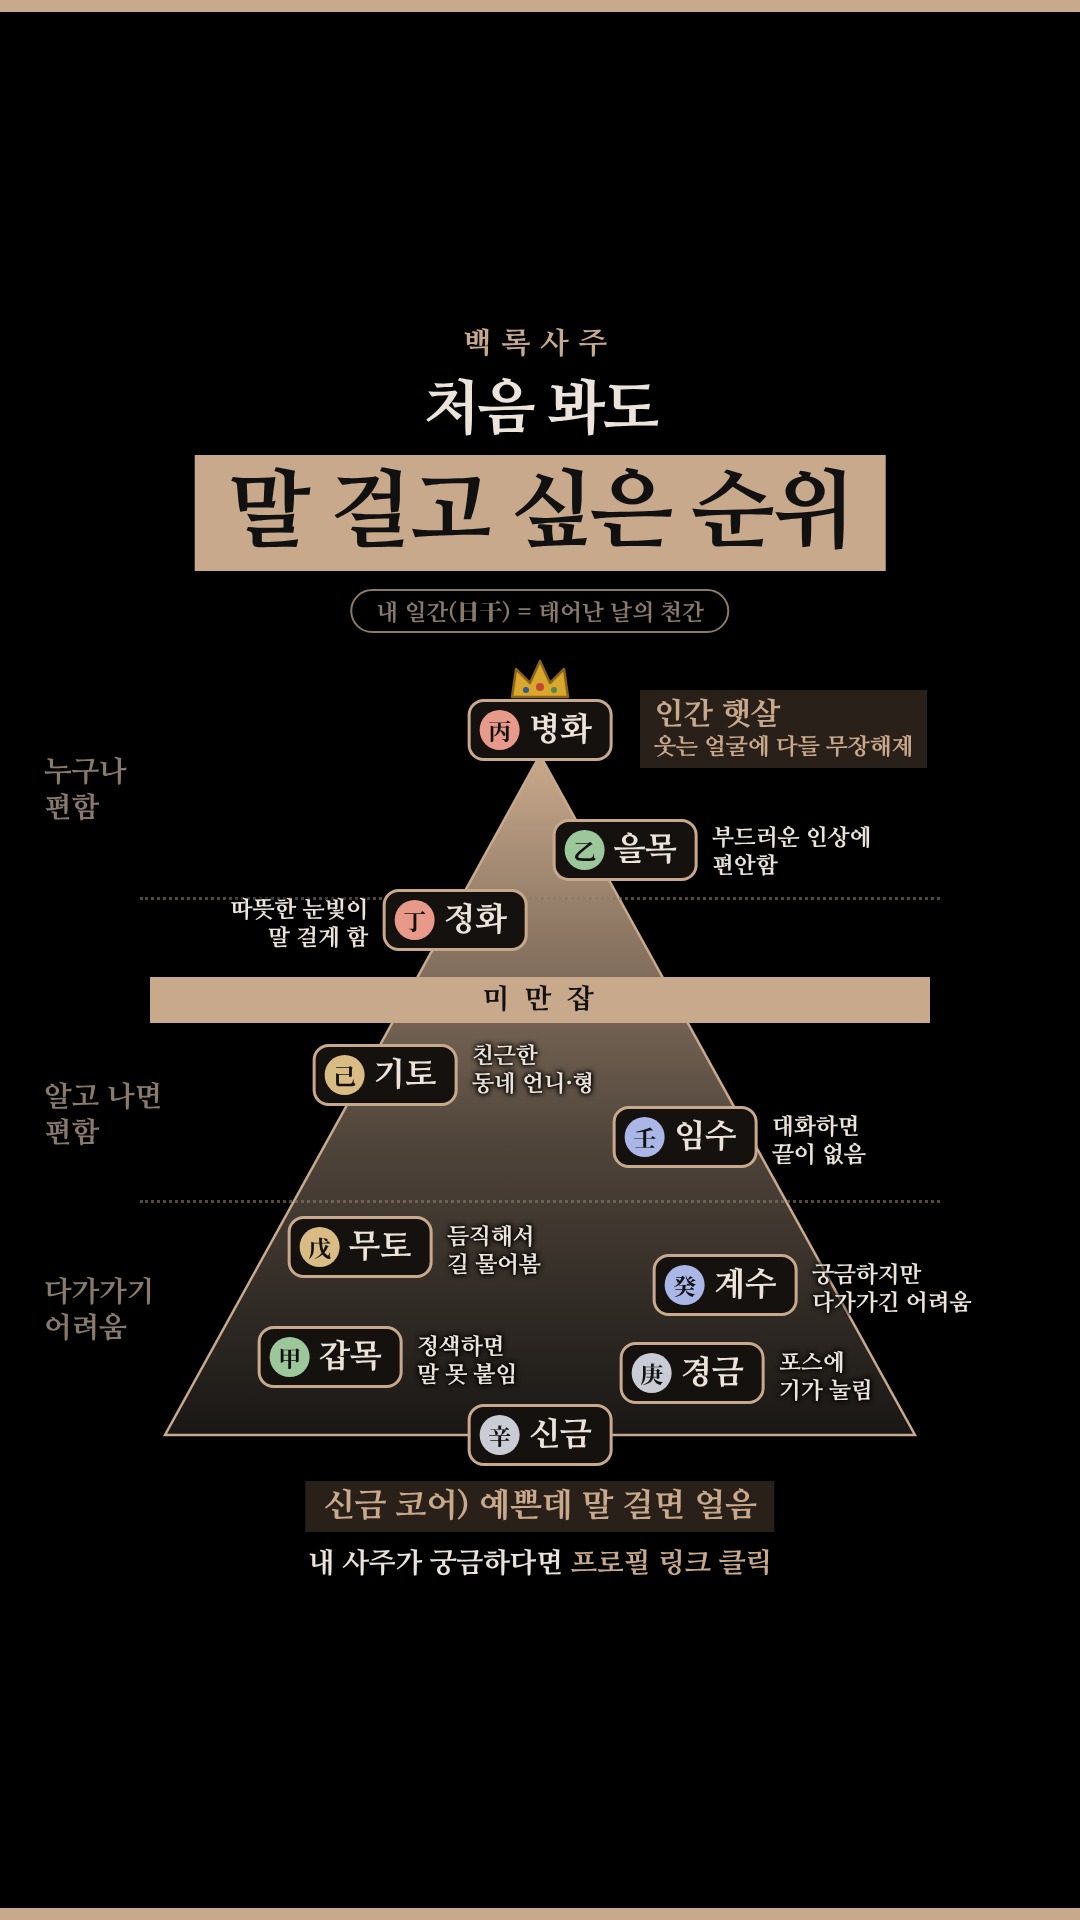 백록사주
처음 봐도
말 걸고 싶은 순위
내 일간(日干) = 태어난 날의 천간
丙 병화
인간 햇살
웃는 얼굴에 다들 무장해제
누구나
편함
乙 을목
부드러운 인상에
편안함
따뜻한 눈빛이
말 걸게 함
丁 정화
미만잡
己 기토
친근한
동네 언니·형
알고 나면
편함
壬 임수
대화하면
끝이 없음
戊 무토
듬직해서
길 물어봄
癸 계수
궁금하지만
다가가긴 어려움
다가가기
어려움
甲 갑목
정색하면
말 못 붙임
庚 경금
포스에
기가 눌림
辛 신금
신금 코어) 예쁜데 말 걸면 얼음
내 사주가 궁금하다면 프로필 링크 클릭